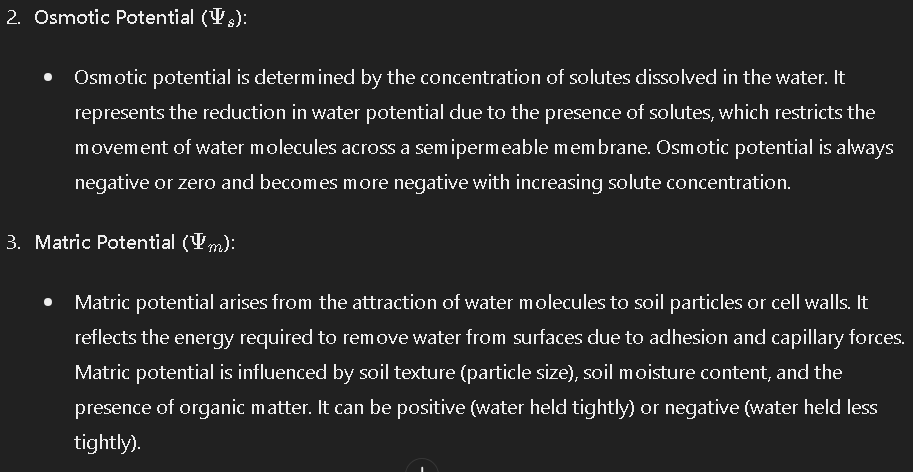 2. Osmotic Potential (Ψs):
• Osmotic potential is determined by the concentration of solutes dissolved in the water. It
represents the reduction in water potential due to the presence of solutes, which restricts the
movement of water molecules across a semipermeable membrane. Osmotic potential is always
negative or zero and becomes more negative with increasing solute concentration.
3. Matric Potential (Ψm):
• Matric potential arises from the attraction of water molecules to soil particles or cell walls. It
reflects the energy required to remove water from surfaces due to adhesion and capillary forces.
Matric potential is influenced by soil texture (particle size), soil moisture content, and the
presence of organic matter. It can be positive (water held tightly) or negative (water held less
tightly).